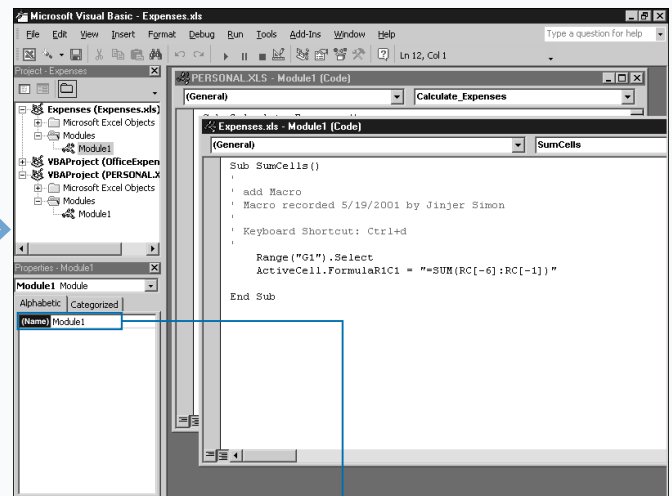 Microsoft Visual Basic - Expenses.xls
File Edit View Insert Format Debug Run Tools Add-Ins Window Help
Type a question for help
Ln 12, Col 1
Project - Expenses
Expenses (Expenses.xls)
Microsoft Excel Objects
Modules
Module1
VBAProject (OfficeExpen
VBAProject (PERSONAL.X
Microsoft Excel Objects
Modules
Module1
Properties - Module1
Module1 Module
Alphabetic Categorized
(Name) Module1
PERSONAL.XLS - Module1 (Code)
(General) Calculate_Expenses
Expenses.xls - Module1 (Code)
(General) SumCells
Sub SumCells()
'
' add Macro
' Macro recorded 5/19/2001 by Jinjer Simon
'
' Keyboard Shortcut: Ctrl+d
'
Range("G1").Select
ActiveCell.FormulaR1C1 = "=SUM(RC[-6]:RC[-1])"
End Sub